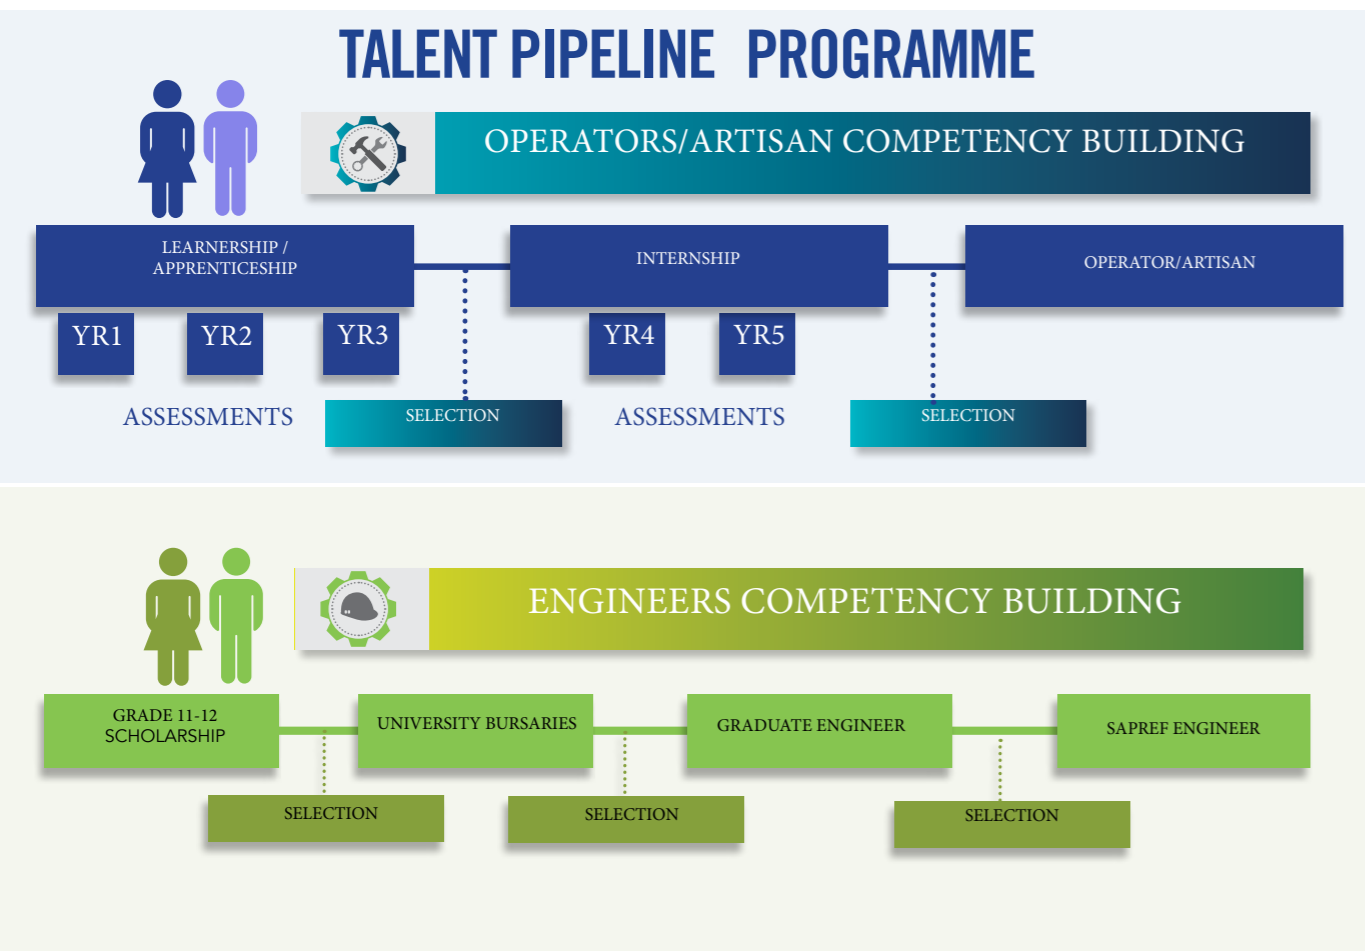 TALENT PIPELINE PROGRAMME
OPERATORS/ARTISAN COMPETENCY BUILDING
LEARNERSHIP /
APPRENTICESHIP
INTERNSHIP
OPERATOR/ARTISAN
YR1
YR2
YR3
YR4
YR5
ASSESSMENTS
SELECTION
ASSESSMENTS
SELECTION
ENGINEERS COMPETENCY BUILDING
GRADE 11-12
SCHOLARSHIP
UNIVERSITY BURSARIES
GRADUATE ENGINEER
SAPREF ENGINEER
SELECTION
SELECTION
SELECTION